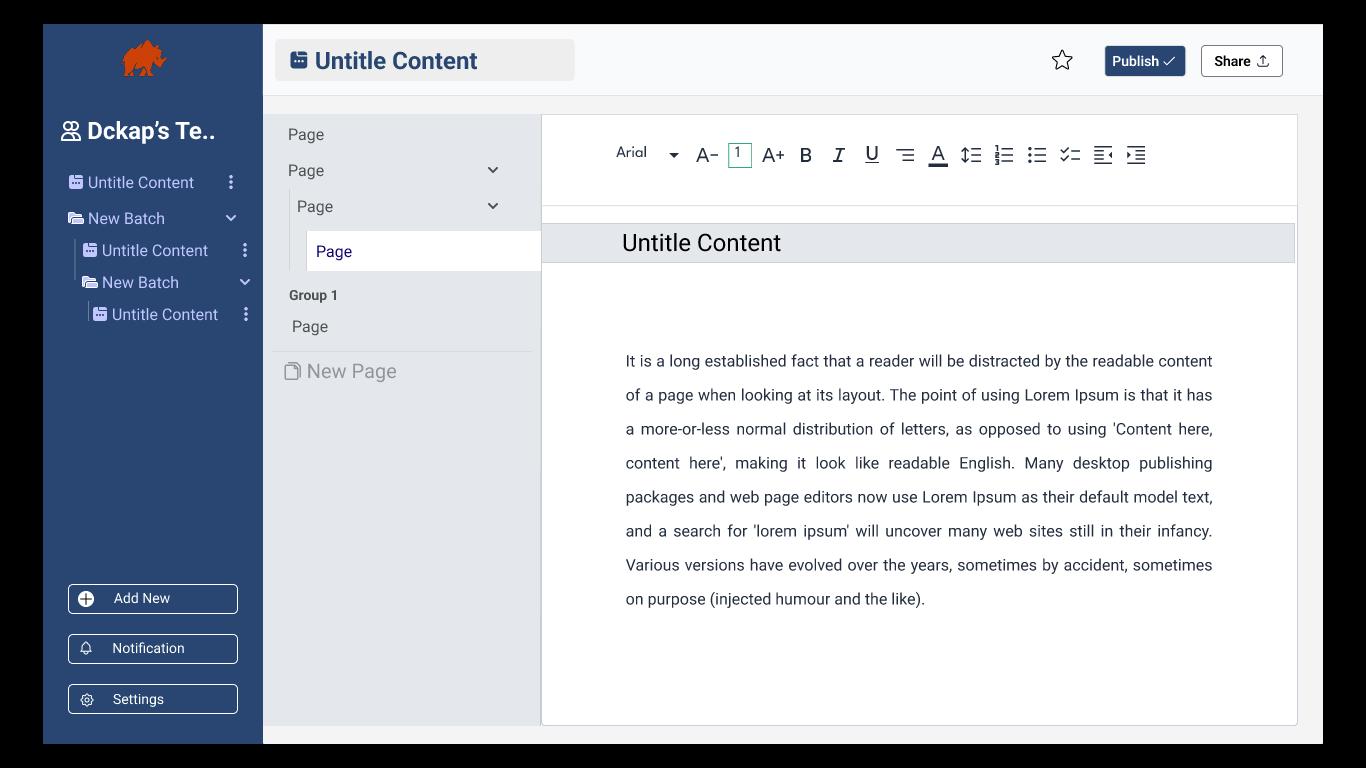 Dckap's Te..
Untitle Content
New Batch
Untitle Content
New Batch
Untitle Content
Add New
Notification
Settings
Untitle Content
Publish
Share
Page
Page
Page
Page
Group 1
Page
New Page
Arial A- 1 A+ B I U A
Untitle Content
It is a long established fact that a reader will be distracted by the readable content
of a page when looking at its layout. The point of using Lorem Ipsum is that it has
a more-or-less normal distribution of letters, as opposed to using 'Content here,
content here', making it look like readable English. Many desktop publishing
packages and web page editors now use Lorem Ipsum as their default model text,
and a search for 'lorem ipsum' will uncover many web sites still in their infancy.
Various versions have evolved over the years, sometimes by accident, sometimes
on purpose (injected humour and the like).